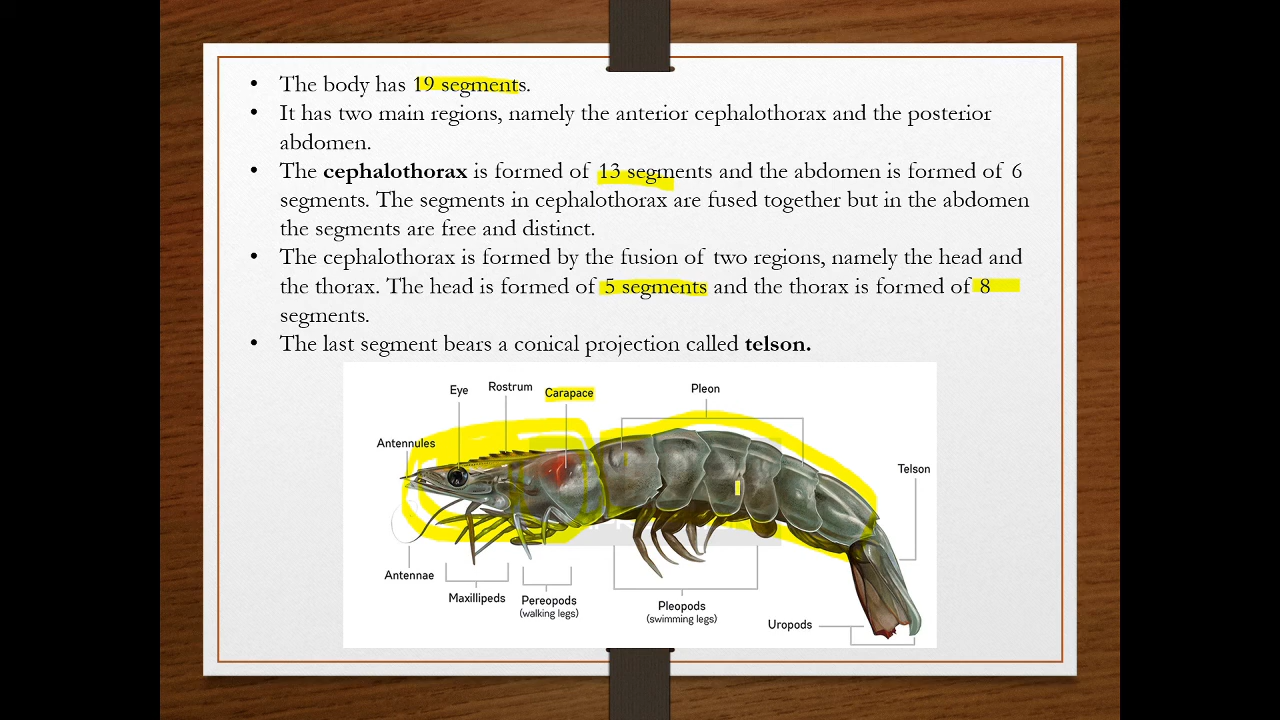 • The body has 19 segments.
• It has two main regions, namely the anterior cephalothorax and the posterior
abdomen.
• The cephalothorax is formed of 13 segments and the abdomen is formed of 6
segments. The segments in cephalothorax are fused together but in the abdomen
the segments are free and distinct.
• The cephalothorax is formed by the fusion of two regions, namely the head and
the thorax. The head is formed of 5 segments and the thorax is formed of 8
segments.
• The last segment bears a conical projection called telson.
Eye
Rostrum
Carapace
Pleon
Antennules
Telson
Antennae
Maxillipeds
Pereopods
(walking legs)
Pleopods
(swimming legs)
Uropods